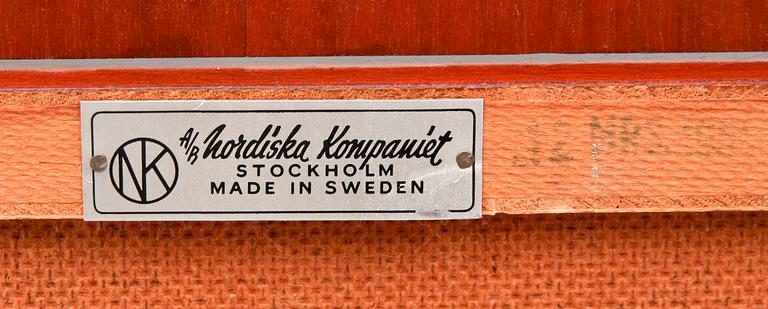 NK
A/B Nordiska Kompaniet
STOCKHOLM
MADE IN SWEDEN